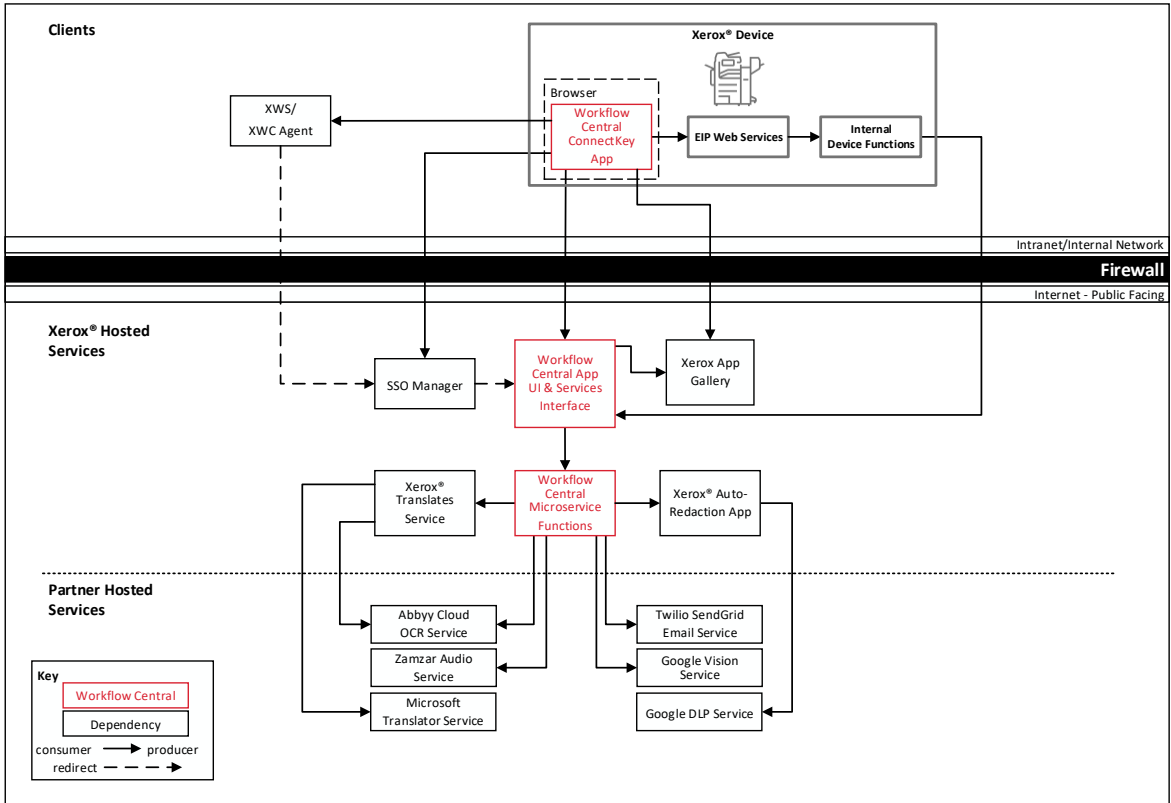 Clients
Xerox® Device
Browser
Workflow
Central
ConnectKey
App
XWS/
XWC Agent
EIP Web Services
Internal
Device Functions
Intranet/Internal Network
Firewall
Internet - Public Facing
Xerox® Hosted
Services
SSO Manager
Workflow
Central App
UI & Services
Interface
Xerox App
Gallery
Xerox®
Translates
Service
Workflow
Central
Microservice
Functions
Xerox® Auto-
Redaction App
Partner Hosted
Services
Abbyy Cloud
OCR Service
Twilio SendGrid
Email Service
Zamzar Audio
Service
Google Vision
Service
Microsoft
Translator Service
Google DLP Service
Key
Workflow Central
Dependency
consumer producer
redirect